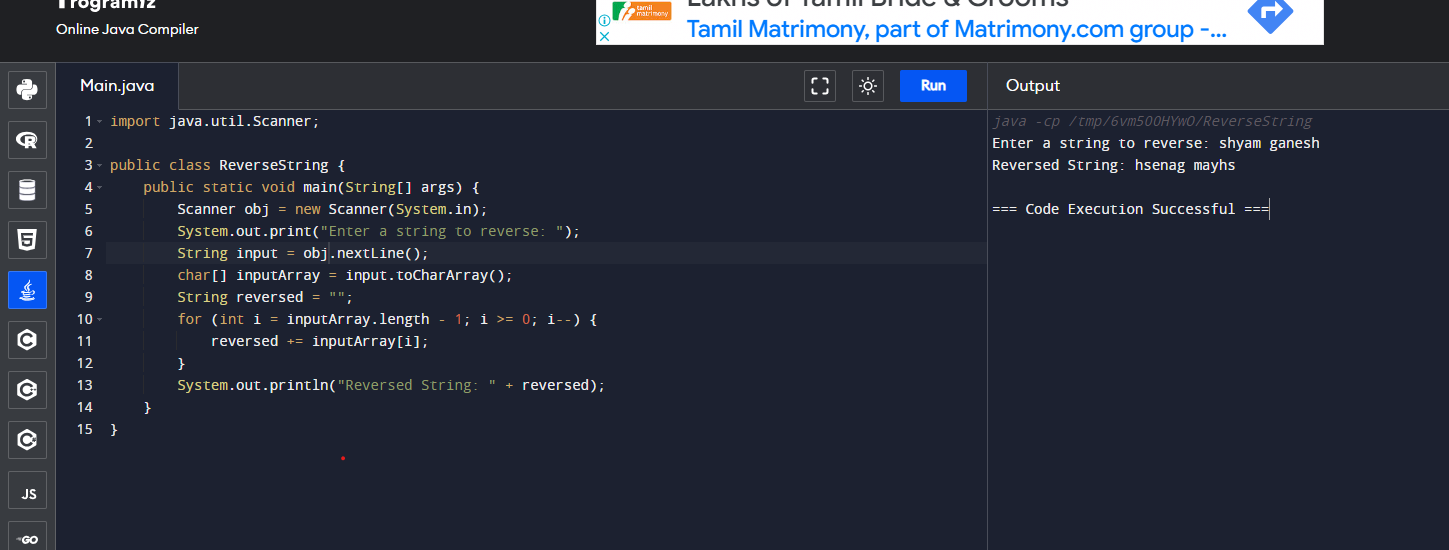 Programiz
Online Java Compiler
Lakhs of Tamil Bride & Grooms
tamil
matrimony
Tamil Matrimony, part of Matrimony.com group -...
Main.java
Run
Output
1 import java.util.Scanner;
2
3 public class ReverseString {
4 public static void main(String[] args) {
5 Scanner obj = new Scanner(System.in);
6 System.out.print("Enter a string to reverse: ");
7 String input = obj.nextLine();
8 char[] inputArray = input.toCharArray();
9 String reversed = "";
10 for (int i = inputArray.length - 1; i >= 0; i--) {
11 reversed += inputArray[i];
12 }
13 System.out.println("Reversed String: " + reversed);
14 }
15 }
java -cp /tmp/6vm5OOHYwO/ReverseString
Enter a string to reverse: shyam ganesh
Reversed String: hsenag mayhs
=== Code Execution Successful ===
JS
GO